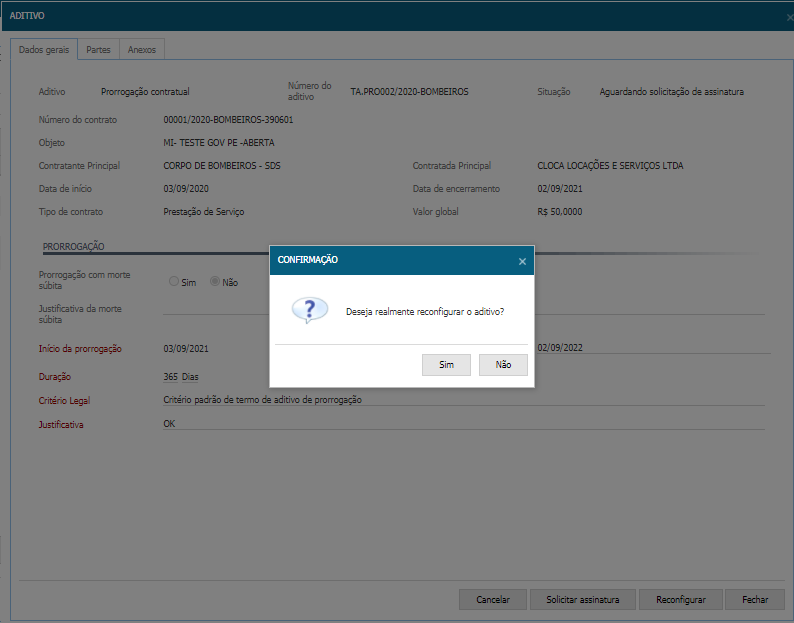 ADITIVO
Dados gerais Partes Anexos
Aditivo Prorrogação contratual Número do aditivo TA.PRO002/2020-BOMBEIROS Situação Aguardando solicitação de assinatura
Número do contrato 00001/2020-BOMBEIROS-390601
Objeto MI- TESTE GOV PE -ABERTA
Contratante Principal CORPO DE BOMBEIROS - SDS Contratada Principal CLOCA LOCAÇÕES E SERVIÇOS LTDA
Data de início 03/09/2020 Data de encerramento 02/09/2021
Tipo de contrato Prestação de Serviço Valor global R$ 50,0000
PRORROGAÇÃO
Prorrogação com morte súbita Sim Não
Justificativa da morte súbita
Início da prorrogação 03/09/2021 02/09/2022
Duração 365 Dias
Critério Legal Critério padrão de termo de aditivo de prorrogação
Justificativa OK
CONFIRMAÇÃO
Deseja realmente reconfigurar o aditivo?
Sim Não
Cancelar Solicitar assinatura Reconfigurar Fechar